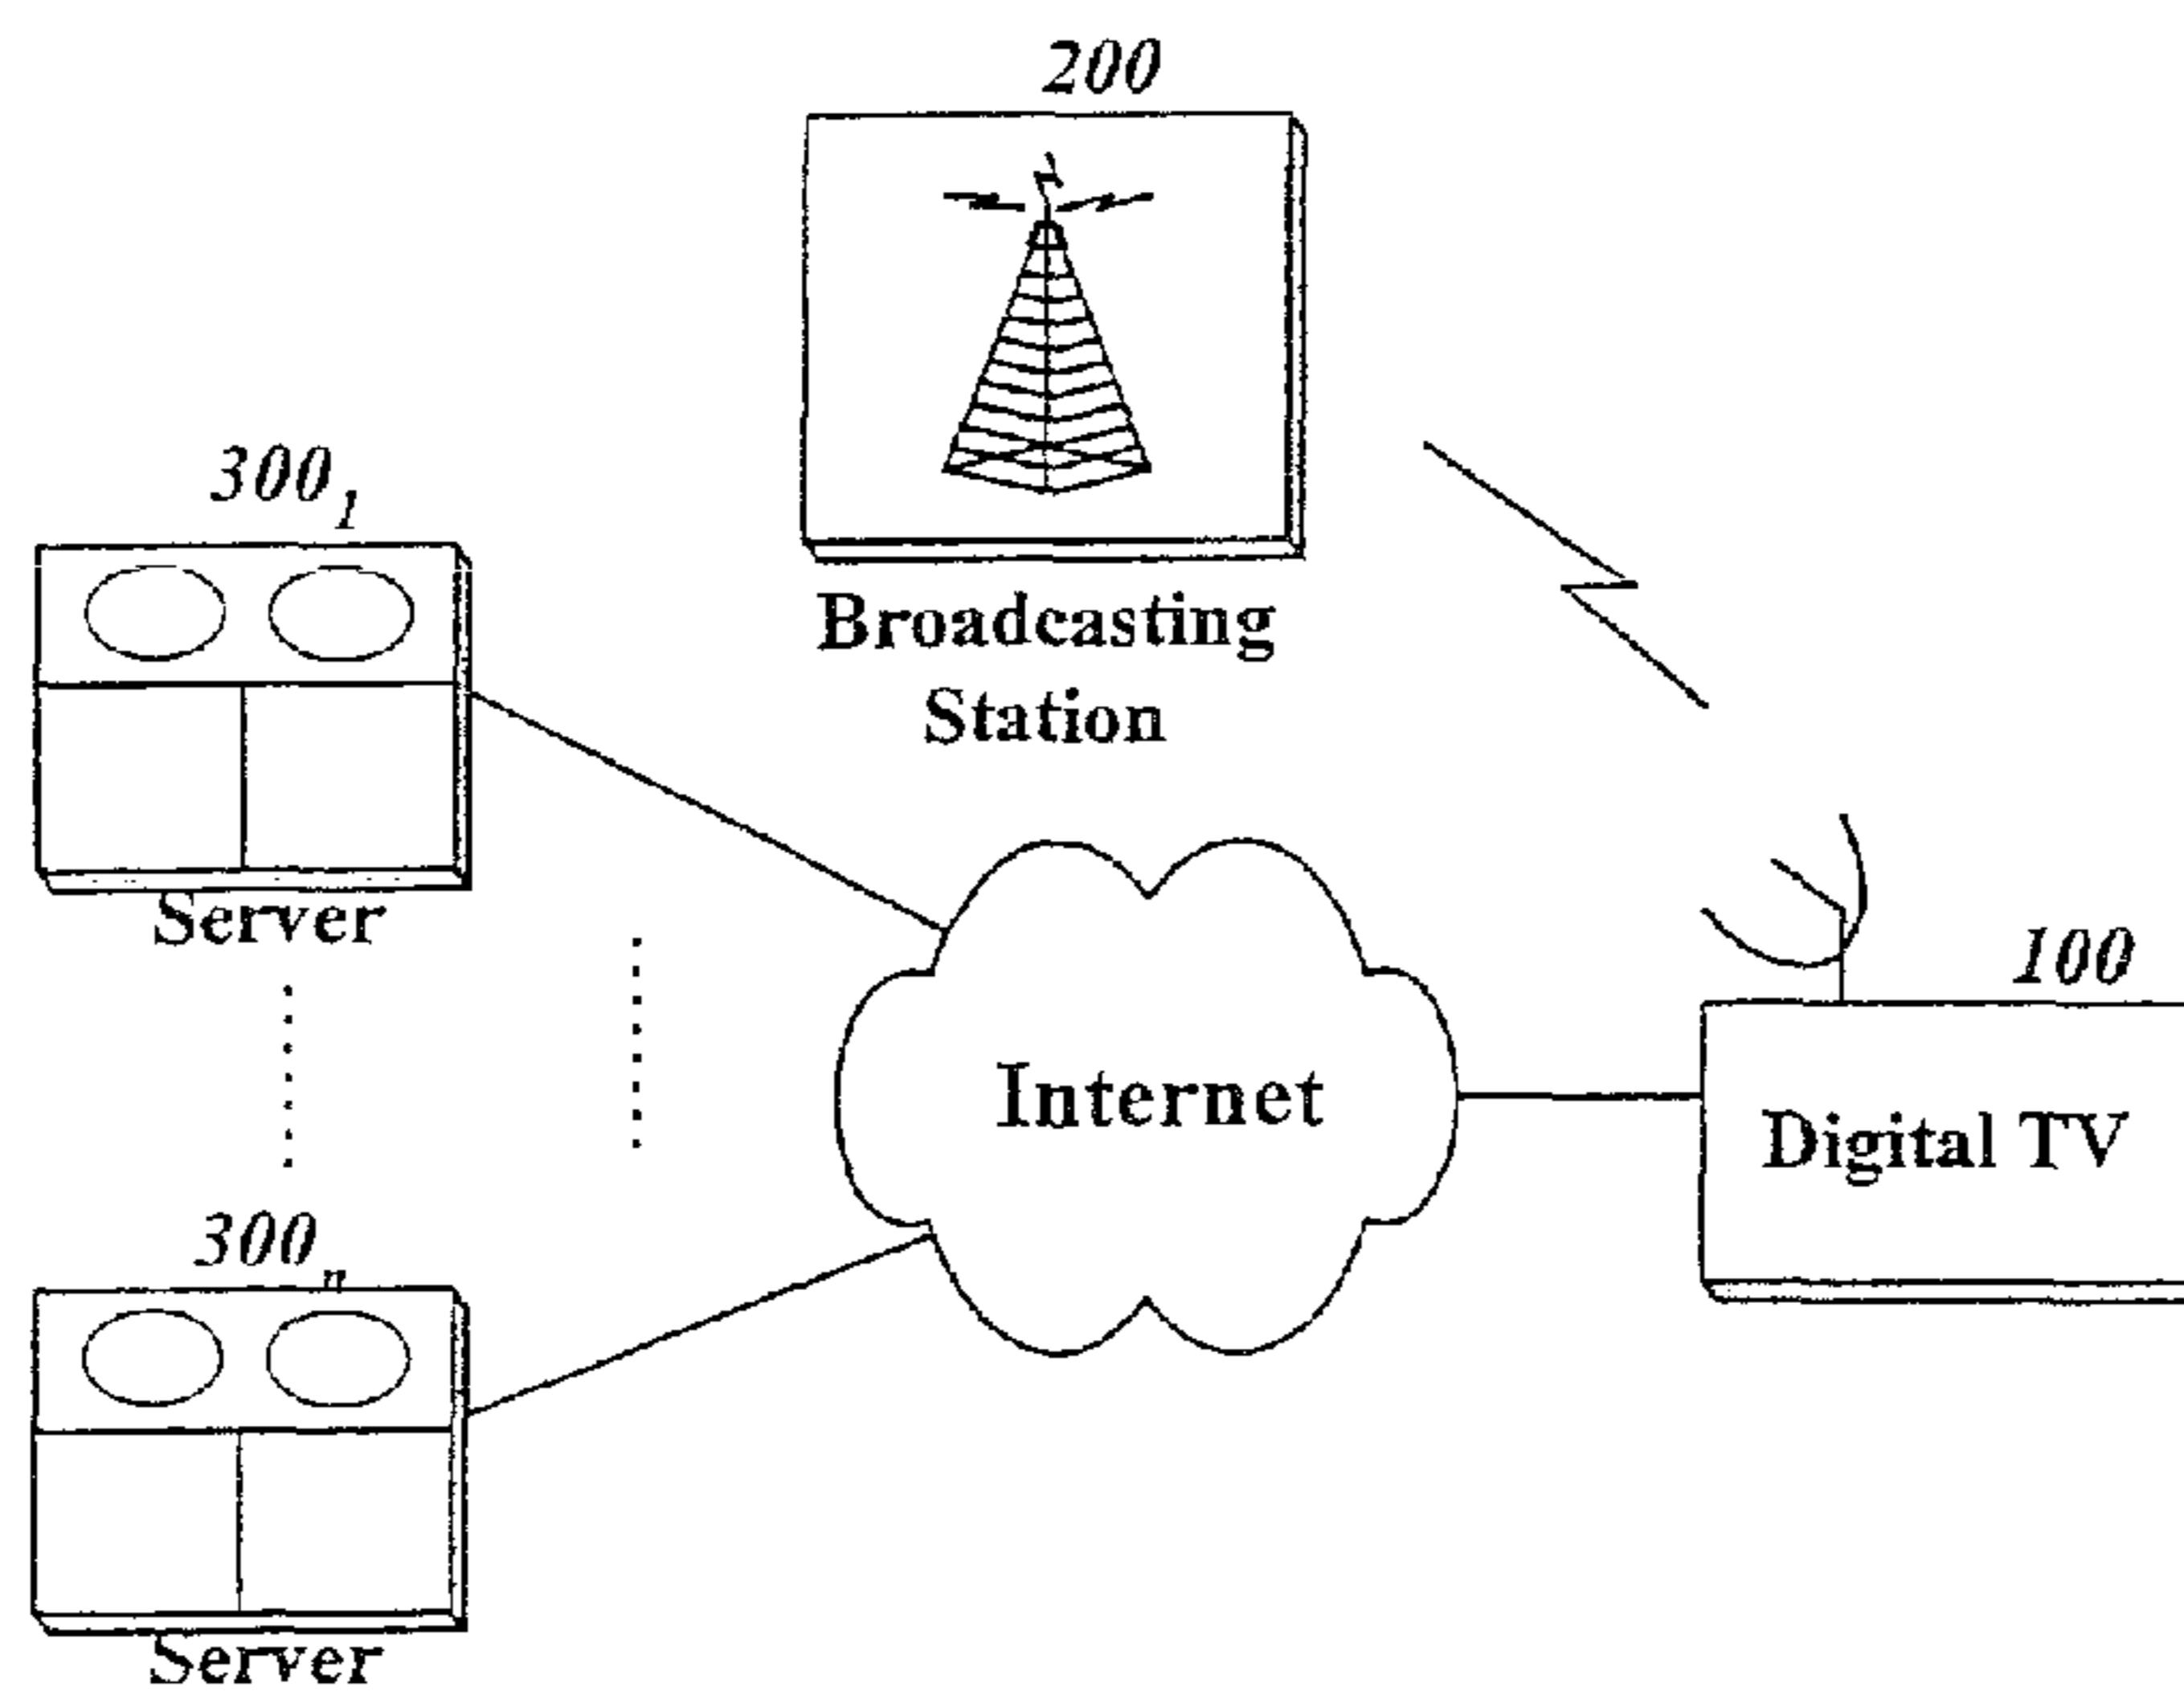 200
Broadcasting
Station
300 1
Server
100
Internet
Digital TV
300 n
Server